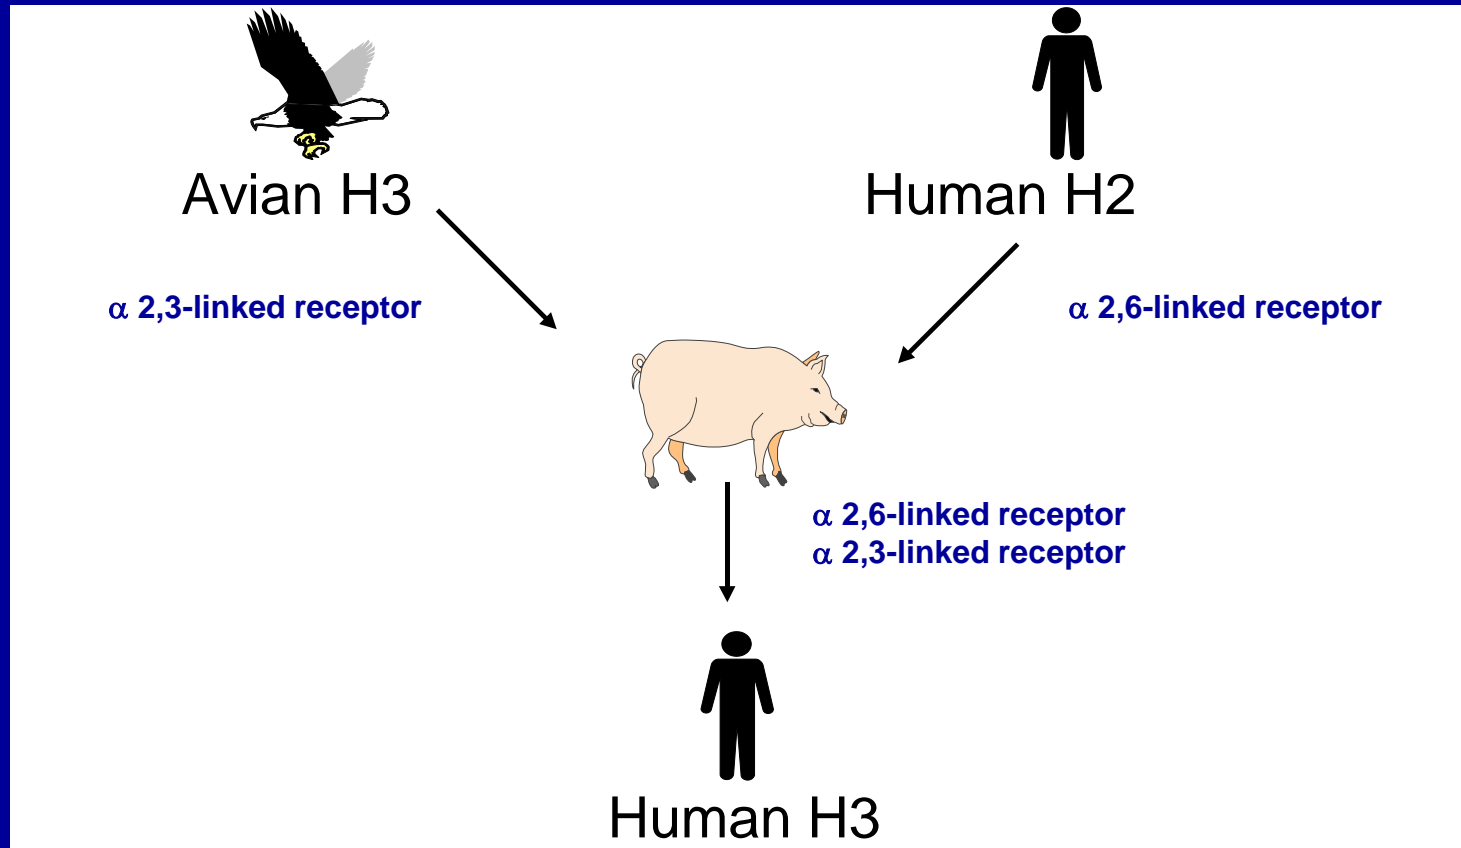 Avian H3
Human H2
α 2,3-linked receptor
α 2,6-linked receptor
α 2,6-linked receptor
α 2,3-linked receptor
Human H3